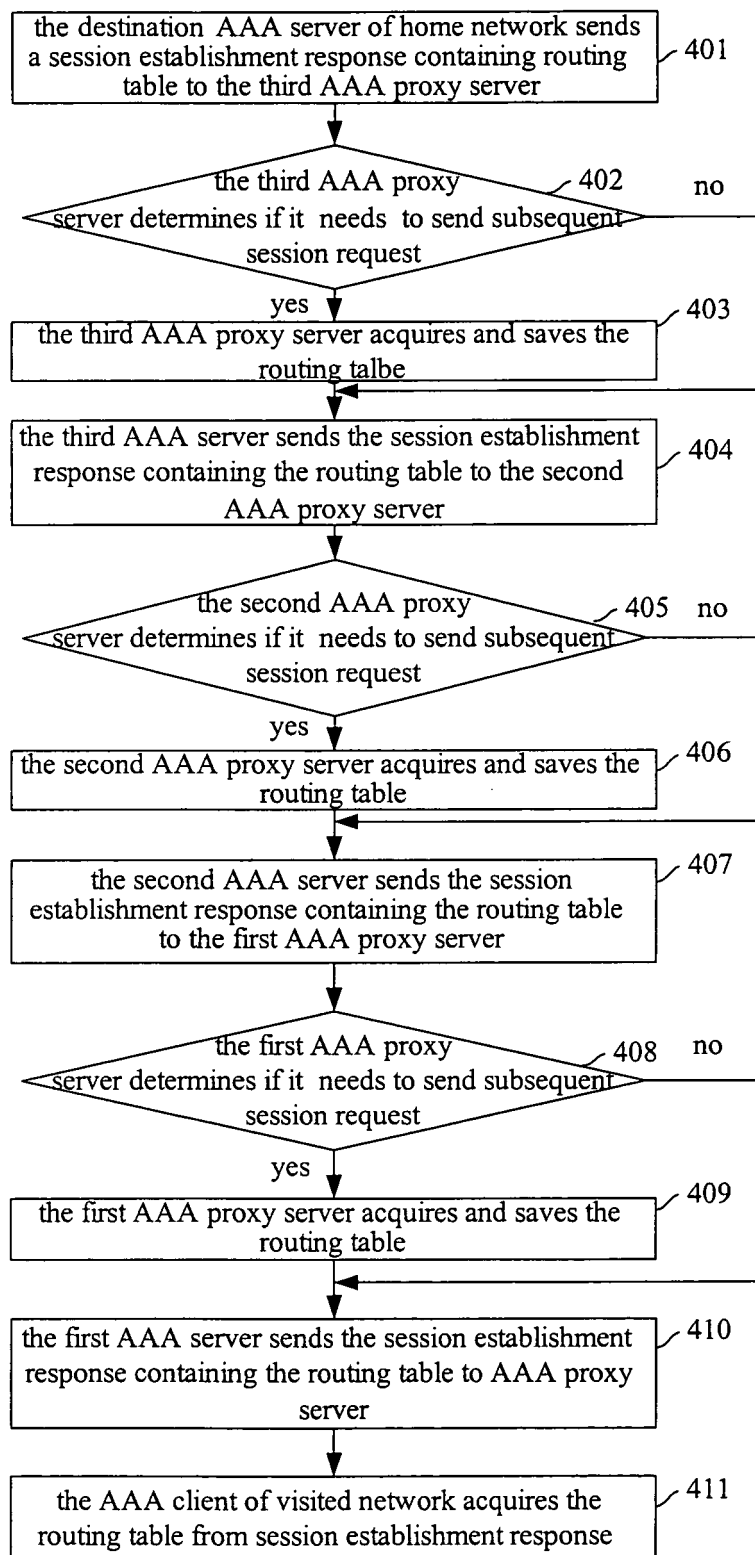 the destination AAA server of home network sends
a session establishment response containing routing
table to the third AAA proxy server
401
the third AAA proxy
402
no
server determines if it needs to send subsequent
session request
yes
403
the third AAA proxy server acquires and saves the
routing talbe
the third AAA server sends the session establishment
response containing the routing table to the second
AAA proxy server
404
the second AAA proxy
405
no
server determines if it needs to send subsequent
session request
yes
406
the second AAA proxy server acquires and saves the
routing table
407
the second AAA server sends the session
establishment response containing the routing table
to the first AAA proxy server
the first AAA proxy
408
no
server determines if it needs to send subsequent
session request
yes
409
the first AAA proxy server acquires and saves the
routing table
410
the first AAA server sends the session establishment
response containing the routing table to AAA proxy
server
411
the AAA client of visited network acquires the
routing table from session establishment response